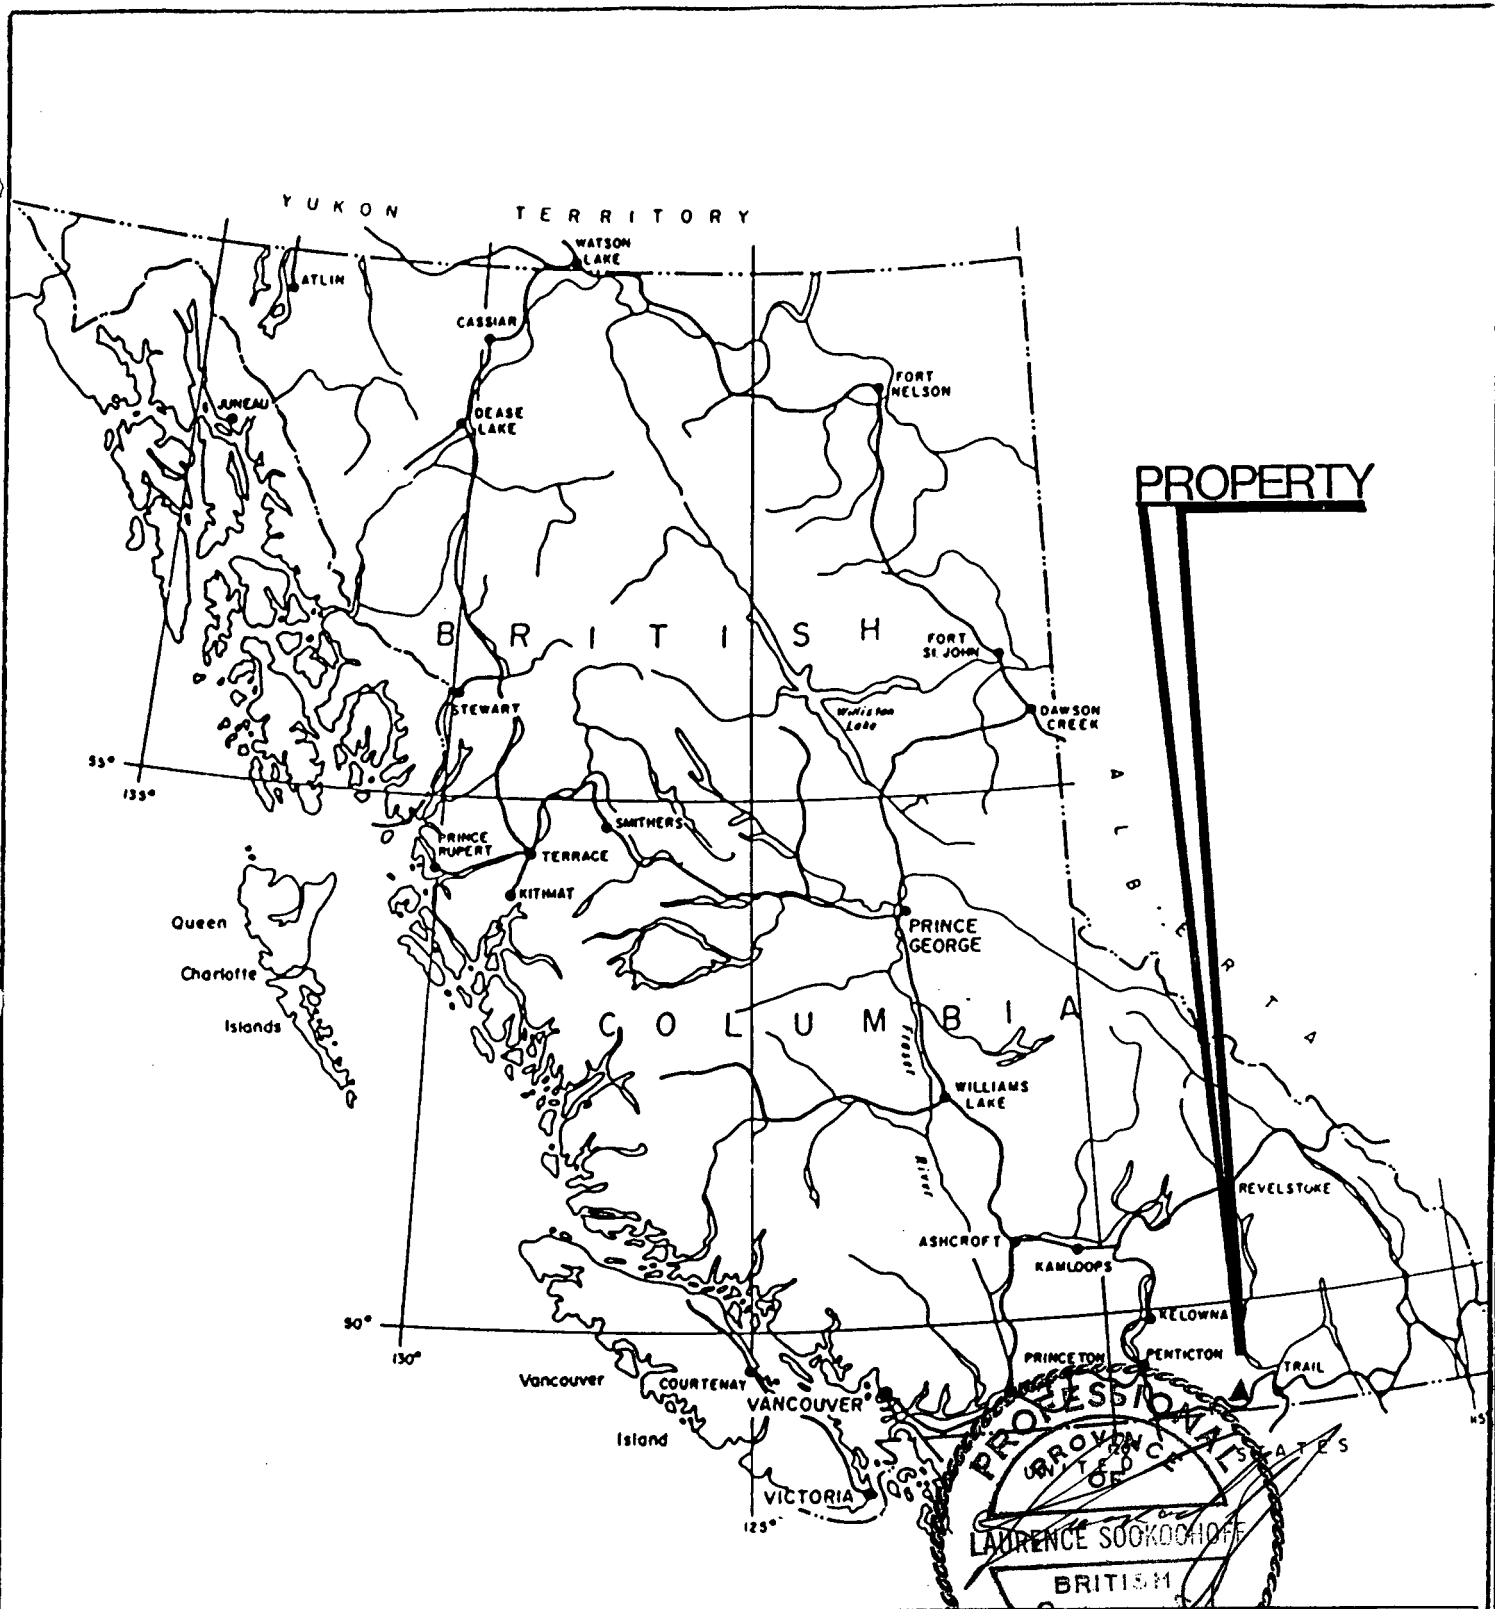 YUKON TERRITORY
WATSON
LAKE
ATLIN
CASSIAR
FORT
NELSON
JUNEAU
DEASE
LAKE
PROPERTY
BRITISH
FORT
ST. JOHN
STEWART
Williston
Lake
DAWSON
CREEK
55°
135°
ALBERTA
PRINCE
RUPERT
SMITHERS
TERRACE
KITIMAT
Queen
Charlotte
Islands
PRINCE
GEORGE
COLUMBIA
Fraser
River
WILLIAMS
LAKE
REVELSTOKE
ASHCROFT
KAMLOOPS
50°
130°
KELOWNA
PRINCETON
PENTICTON
TRAIL
Vancouver
Island
COURTENAY
VANCOUVER
VICTORIA
125°
115°
UNITED STATES
PROFESSIONAL
PROVINCE
OF
LAURENCE SOOKOCHOFF
BRITISH